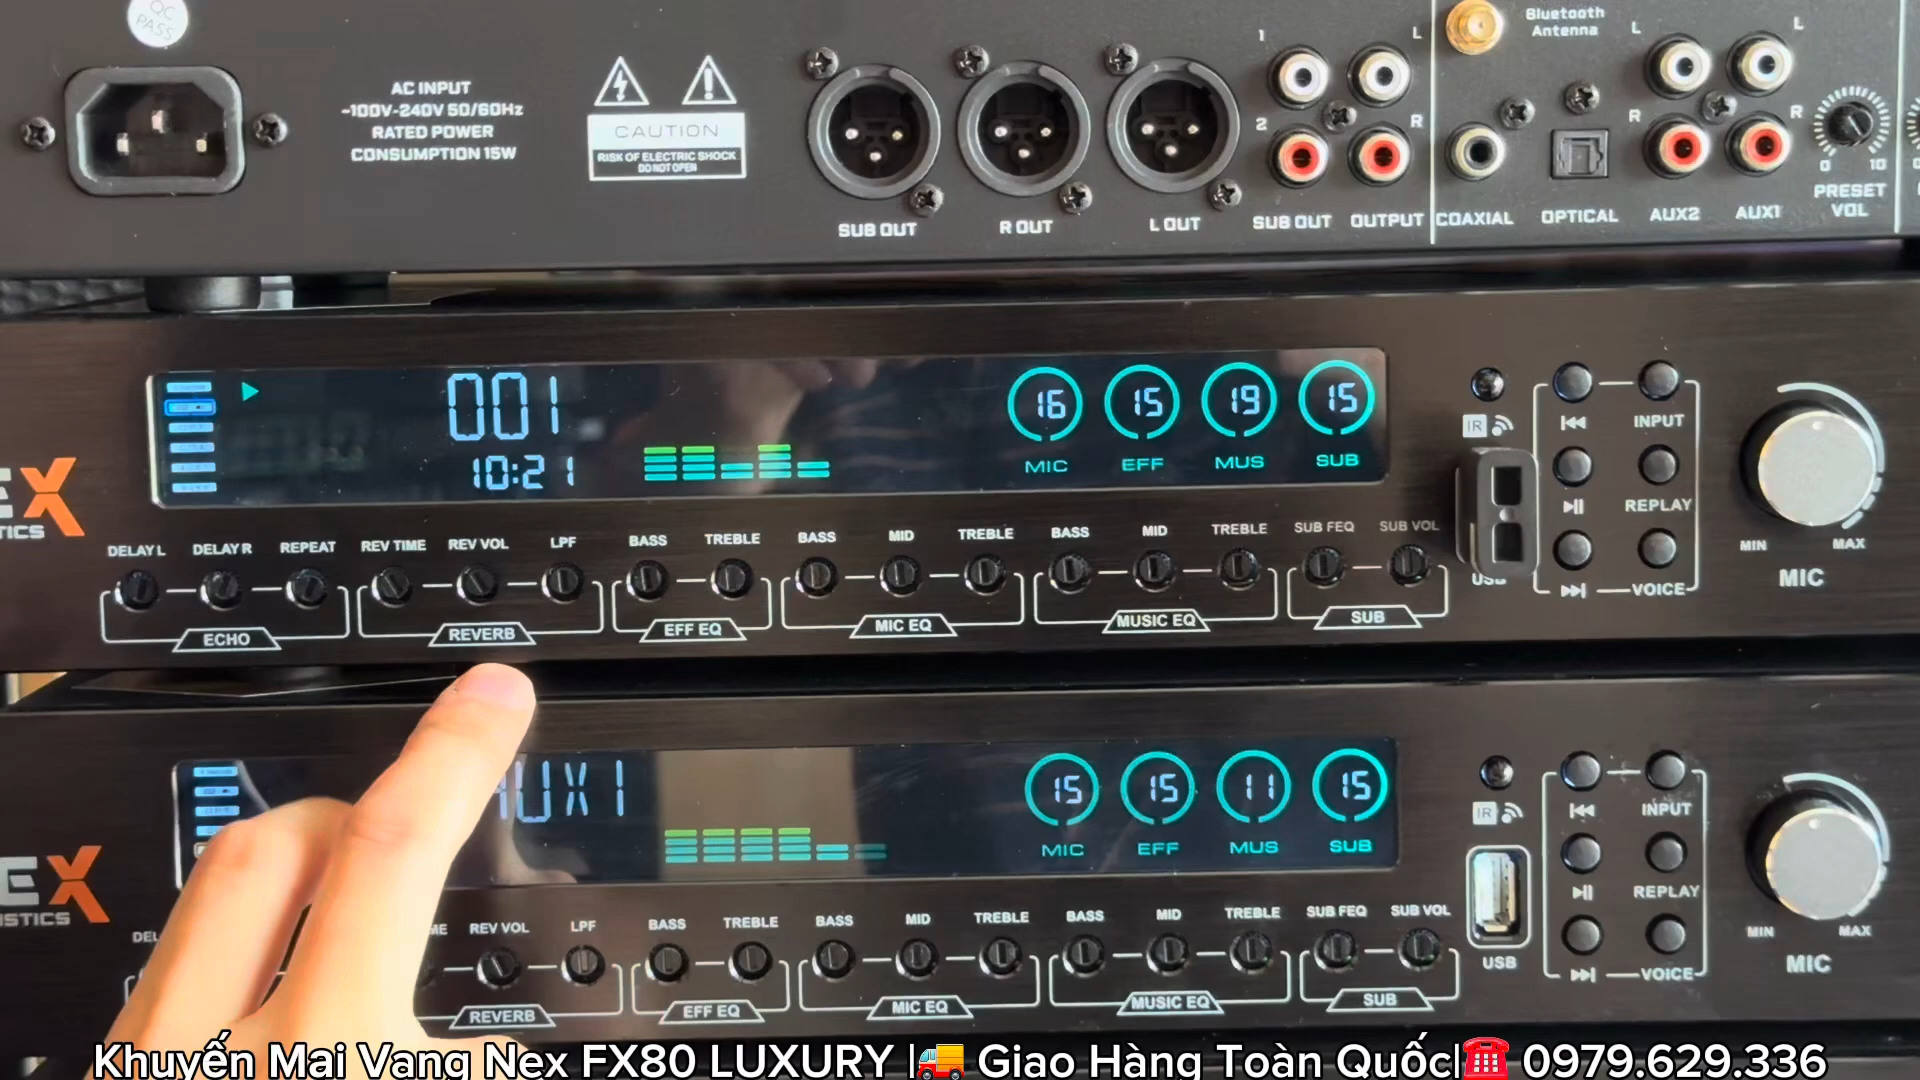 QC
PASS
AC INPUT
~100V-240V 50/60Hz
RATED POWER
CONSUMPTION 15W
CAUTION
RISK OF ELECTRIC SHOCK
DO NOT OPEN
SUB OUT
R OUT
L OUT
1
2
L
R
SUB OUT
OUTPUT
Bluetooth
Antenna
L
R
L
R
COAXIAL
OPTICAL
AUX2
AUX1
0
10
PRESET
VOL
001
10:21
16
15
19
15
MIC
EFF
MUS
SUB
EX
TICS
DELAY L
DELAY R
REPEAT
ECHO
REV TIME
REV VOL
LPF
REVERB
BASS
TREBLE
EFF EQ
BASS
MID
TREBLE
MIC EQ
BASS
MID
TREBLE
MUSIC EQ
SUB FEQ
SUB VOL
SUB
IR
USB
INPUT
REPLAY
VOICE
MIN
MAX
MIC
AUX1
15
15
11
15
MIC
EFF
MUS
SUB
EX
ISTICS
DEL
ME
REV VOL
LPF
REVERB
BASS
TREBLE
EFF EQ
BASS
MID
TREBLE
MIC EQ
BASS
MID
TREBLE
MUSIC EQ
SUB FEQ
SUB VOL
SUB
IR
USB
INPUT
REPLAY
VOICE
MIN
MAX
MIC
Khuyến Mai Vang Nex FX80 LUXURY |🚚 Giao Hàng Toàn Quốc|☎️ 0979.629.336